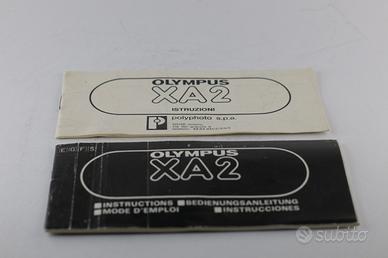 OLYMPUS
XA2
ISTRUZIONI
polyphoto s.p.a.
E G F S
OLYMPUS
XA2
INSTRUCTIONS BEDIENUNGSANLEITUNG
MODE D'EMPLOI INSTRUCCIONES
subito